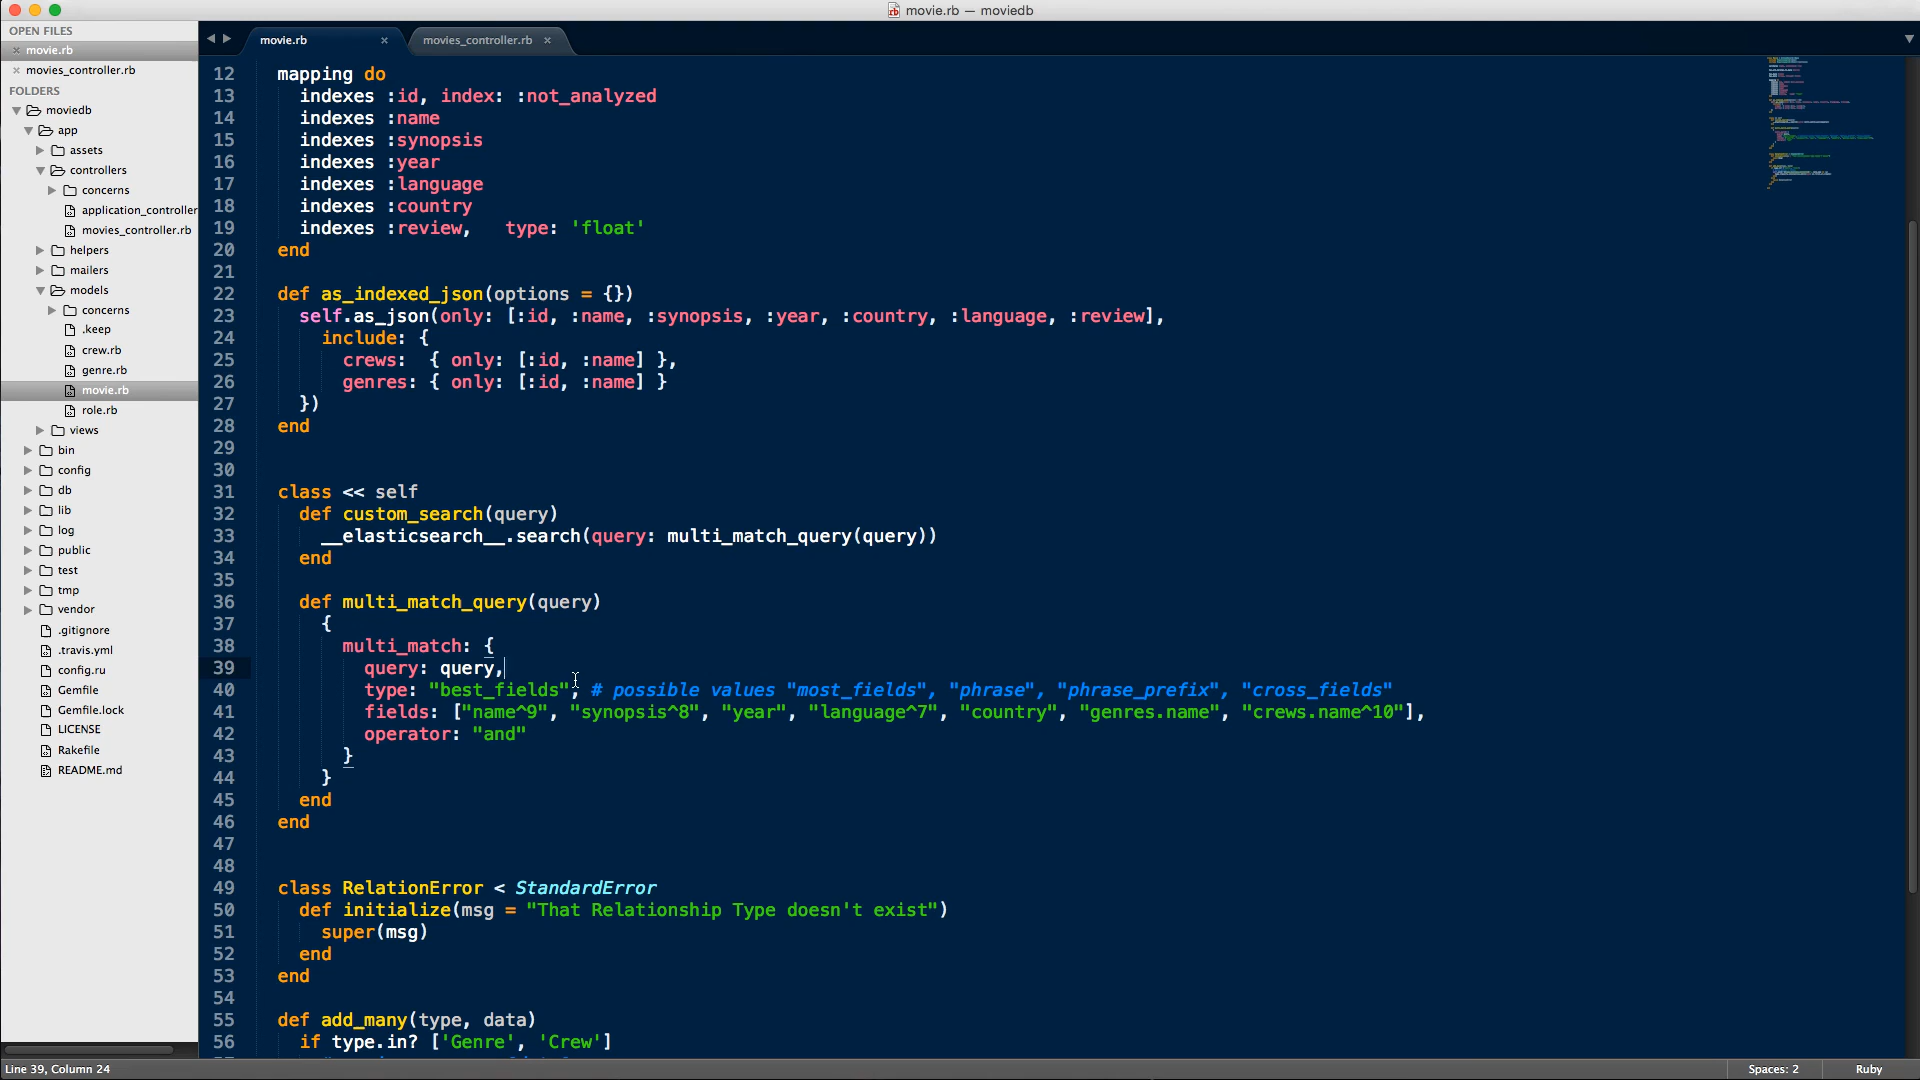 movie.rb — moviedb
OPEN FILES
movie.rb
movies_controller.rb
FOLDERS
moviedb
app
assets
controllers
concerns
application_controller
movies_controller.rb
helpers
mailers
models
concerns
.keep
crew.rb
genre.rb
movie.rb
role.rb
views
bin
config
db
lib
log
public
test
tmp
vendor
.gitignore
.travis.yml
config.ru
Gemfile
Gemfile.lock
LICENSE
Rakefile
README.md
movie.rb
movies_controller.rb
12 mapping do
13 indexes :id, index: :not_analyzed
14 indexes :name
15 indexes :synopsis
16 indexes :year
17 indexes :language
18 indexes :country
19 indexes :review, type: 'float'
20 end
21
22 def as_indexed_json(options = {})
23 self.as_json(only: [:id, :name, :synopsis, :year, :country, :language, :review],
24 include: {
25 crews: { only: [:id, :name] },
26 genres: { only: [:id, :name] }
27 })
28 end
29
30
31 class << self
32 def custom_search(query)
33 __elasticsearch__.search(query: multi_match_query(query))
34 end
35
36 def multi_match_query(query)
37 {
38 multi_match: {
39 query: query,
40 type: "best_fields", # possible values "most_fields", "phrase", "phrase_prefix", "cross_fields"
41 fields: ["name^9", "synopsis^8", "year", "language^7", "country", "genres.name", "crews.name^10"],
42 operator: "and"
43 }
44 }
45 end
46 end
47
48
49 class RelationError < StandardError
50 def initialize(msg = "That Relationship Type doesn't exist")
51 super(msg)
52 end
53 end
54
55 def add_many(type, data)
56 if type.in? ['Genre', 'Crew']
Line 39, Column 24
Spaces: 2
Ruby